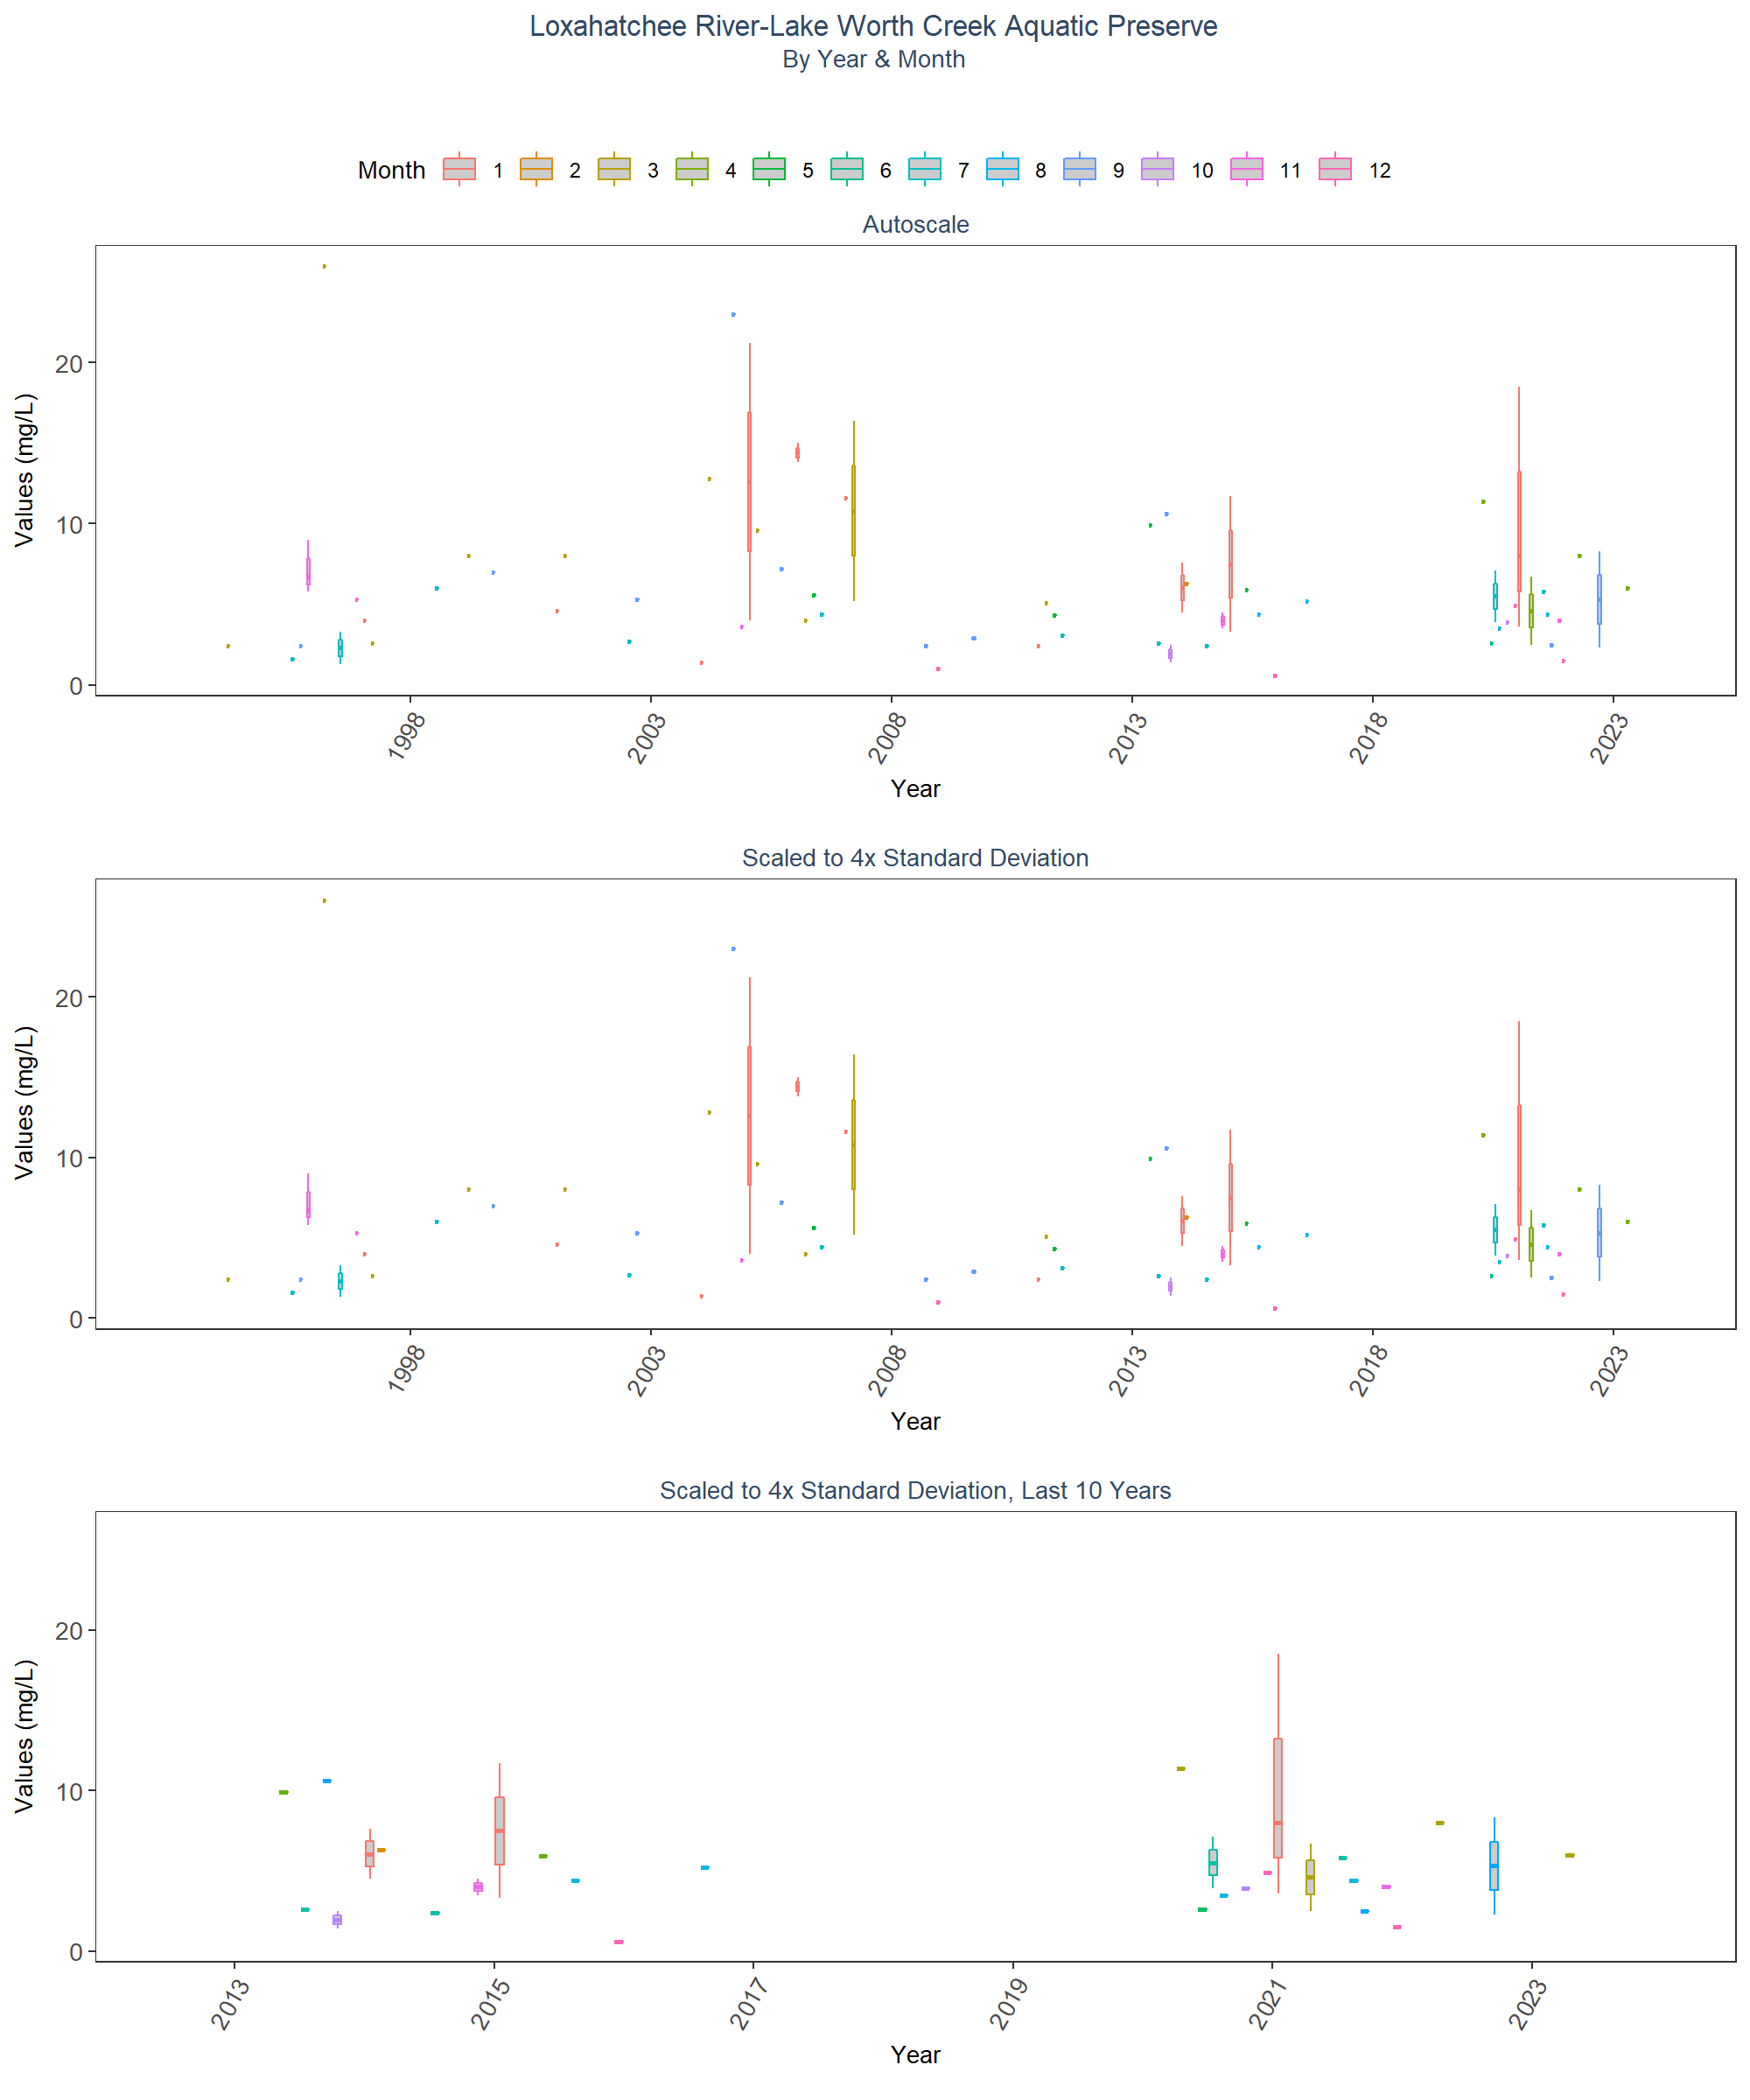 Loxahatchee River-Lake Worth Creek Aquatic Preserve
By Year & Month
Month 1 2 3 4 5 6 7 8 9 10 11 12
Autoscale
Values (mg/L)
20
10
0
1998 2003 2008 2013 2018 2023
Year
Scaled to 4x Standard Deviation
Values (mg/L)
20
10
0
1998 2003 2008 2013 2018 2023
Year
Scaled to 4x Standard Deviation, Last 10 Years
Values (mg/L)
20
10
0
2013 2015 2017 2019 2021 2023
Year